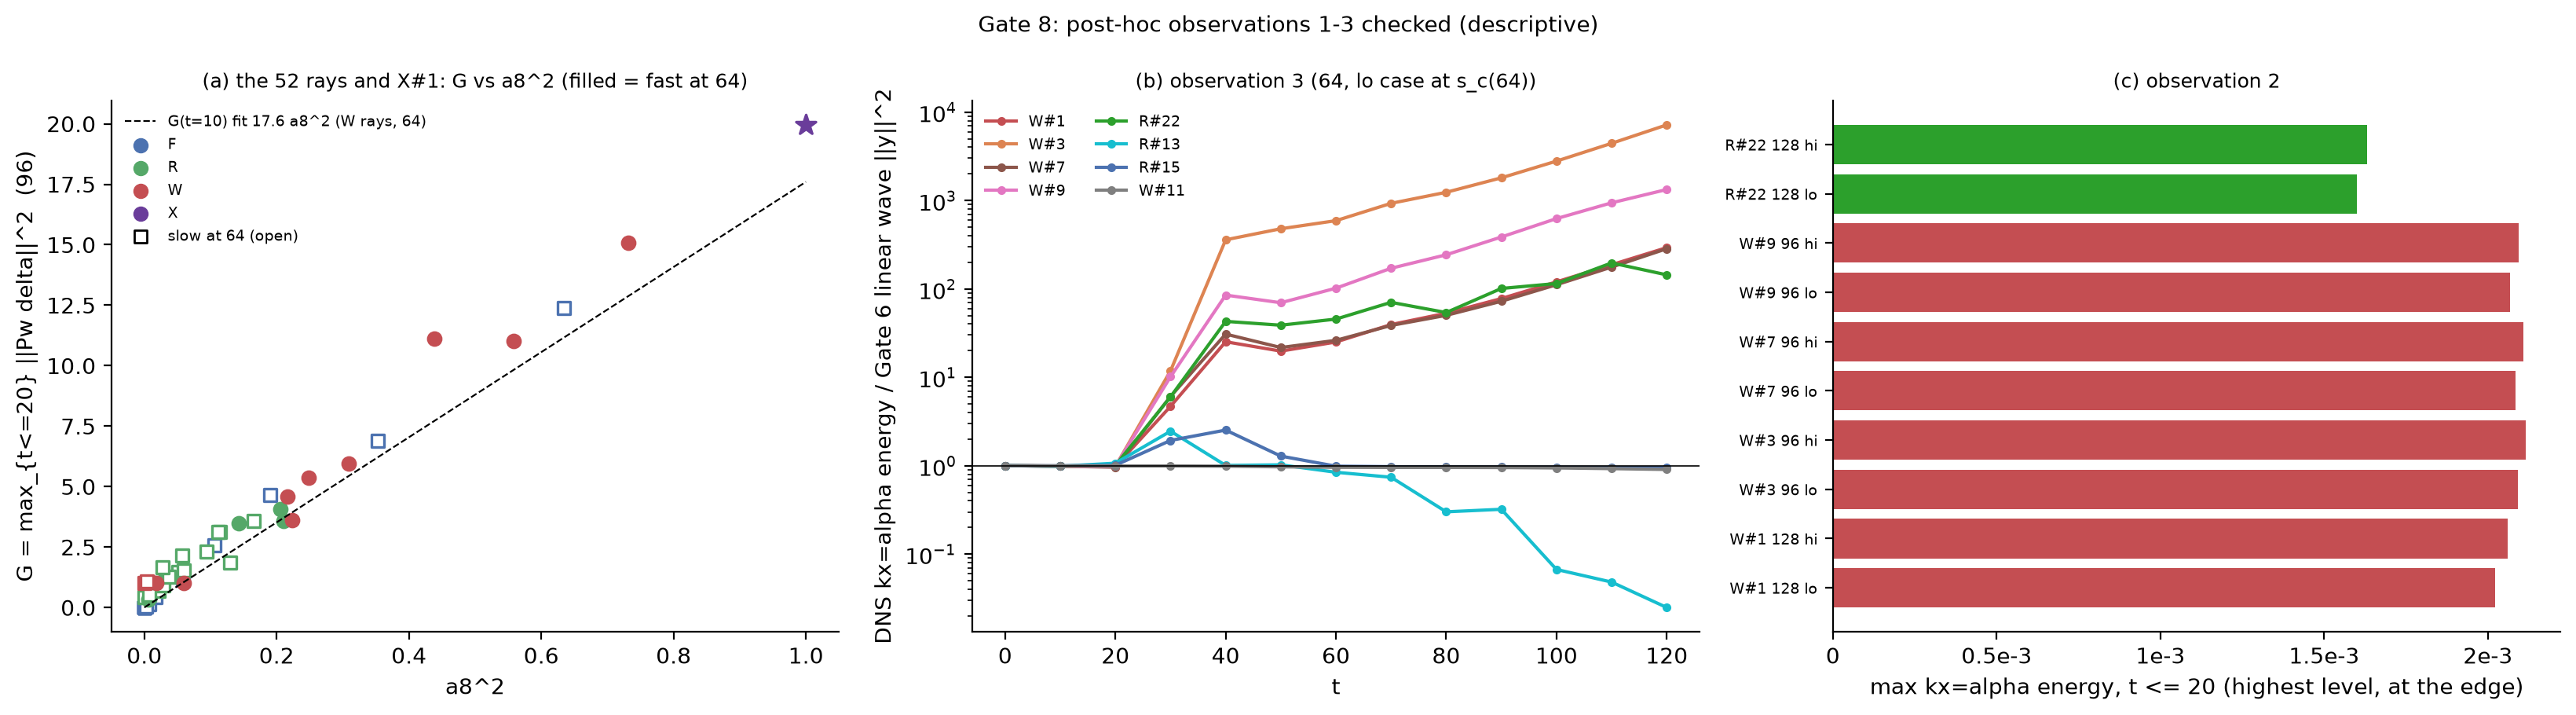 Gate 8: post-hoc observations 1-3 checked (descriptive)
(a) the 52 rays and X#1: G vs a8^2 (filled = fast at 64)
G = max_{t<=20} ||Pw delta||^2 (96)
20.0
17.5
15.0
12.5
10.0
7.5
5.0
2.5
0.0
G(t=10) fit 17.6 a8^2 (W rays, 64)
F
R
W
X
slow at 64 (open)
0.0 0.2 0.4 0.6 0.8 1.0
a8^2
(b) observation 3 (64, lo case at s_c(64))
DNS kx=alpha energy / Gate 6 linear wave ||y||^2
10^4
10^3
10^2
10^1
10^0
10^−1
W#1 R#22
W#3 R#13
W#7 R#15
W#9 W#11
0 20 40 60 80 100 120
t
(c) observation 2
R#22 128 hi
R#22 128 lo
W#9 96 hi
W#9 96 lo
W#7 96 hi
W#7 96 lo
W#3 96 hi
W#3 96 lo
W#1 128 hi
W#1 128 lo
0 0.5e-3 1e-3 1.5e-3 2e-3
max kx=alpha energy, t <= 20 (highest level, at the edge)